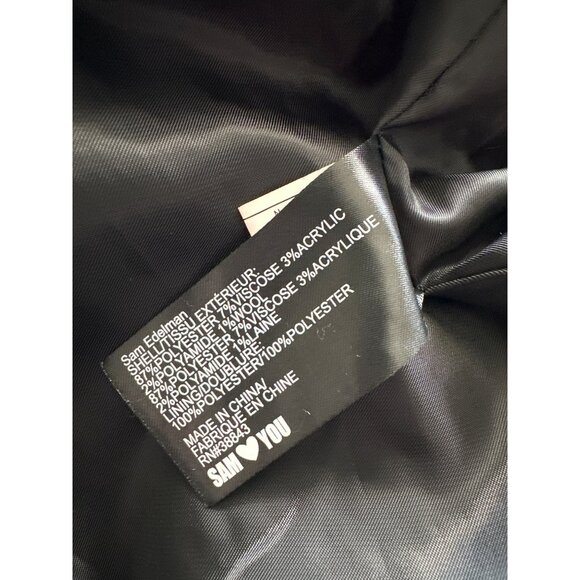 Sam Edelman
SHELL/TISSU EXTÉRIEUR:
87%POLYESTER 7%VISCOSE 3%ACRYLIC
2%POLYAMIDE 1%WOOL
87%POLYESTER 7%VISCOSE 3%ACRYLIQUE
2%POLYAMIDE 1%LAINE
LINING/DOUBLURE:
100%POLYESTER/100%POLYESTER
MADE IN CHINA/
FABRIQUE EN CHINE
RN#38843
SAM♥YOU